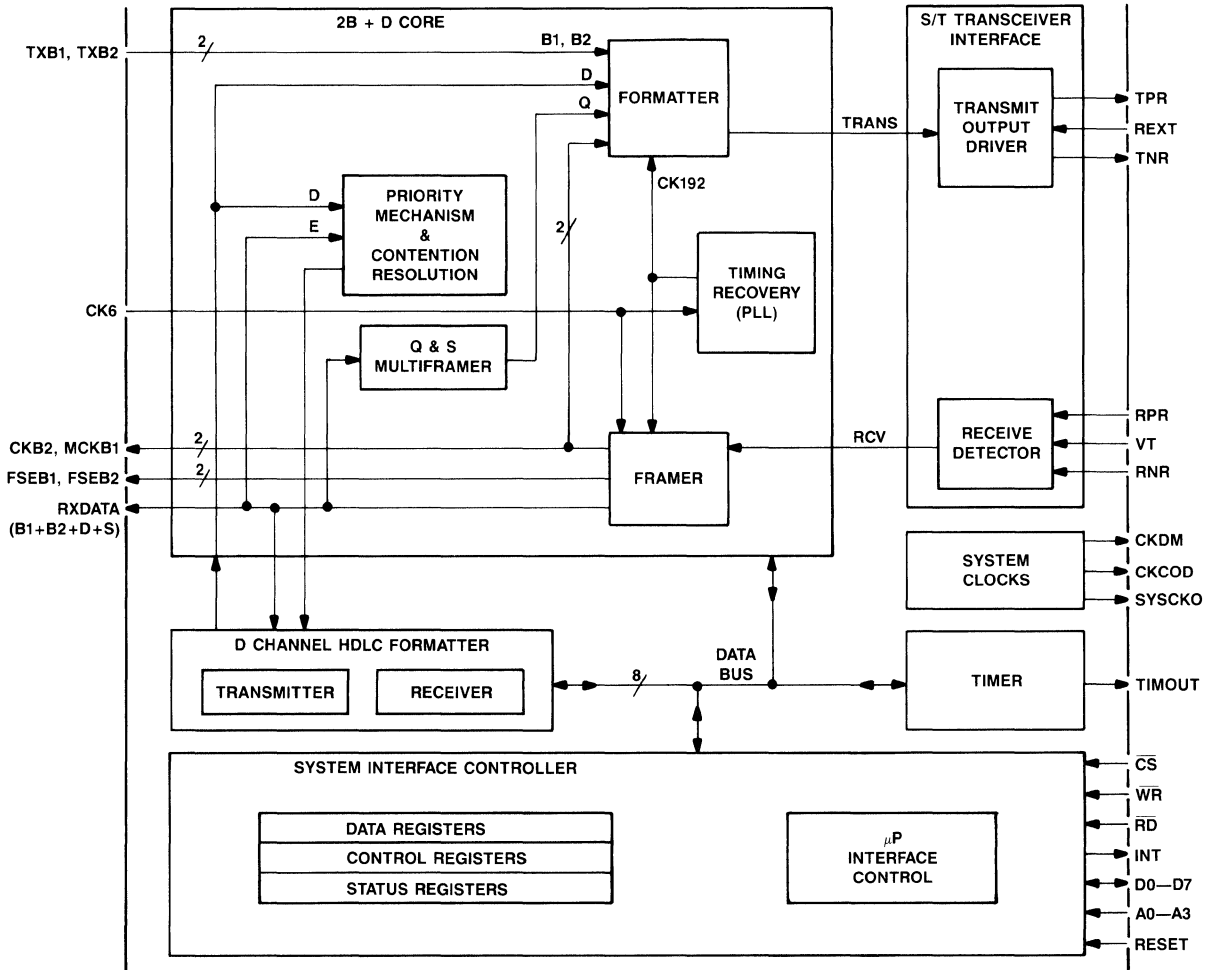 2B + D CORE
S/T TRANSCEIVER
INTERFACE
TXB1, TXB2
2
B1, B2
D
Q
FORMATTER
TRANS
TRANSMIT
OUTPUT
DRIVER
TPR
REXT
TNR
CK192
D
E
PRIORITY
MECHANISM
&
CONTENTION
RESOLUTION
2
TIMING
RECOVERY
(PLL)
CK6
Q & S
MULTIFRAMER
CKB2, MCKB1
2
FSEB1, FSEB2
2
RXDATA
(B1+B2+D+S)
FRAMER
RCV
RECEIVE
DETECTOR
RPR
VT
RNR
SYSTEM
CLOCKS
CKDM
CKCOD
SYSCKO
D CHANNEL HDLC FORMATTER
TRANSMITTER
RECEIVER
8
DATA
BUS
TIMER
TIMOUT
SYSTEM INTERFACE CONTROLLER
DATA REGISTERS
CONTROL REGISTERS
STATUS REGISTERS
μP
INTERFACE
CONTROL
C̅S̅
W̅R̅
R̅D̅
INT
D0—D7
A0—A3
RESET